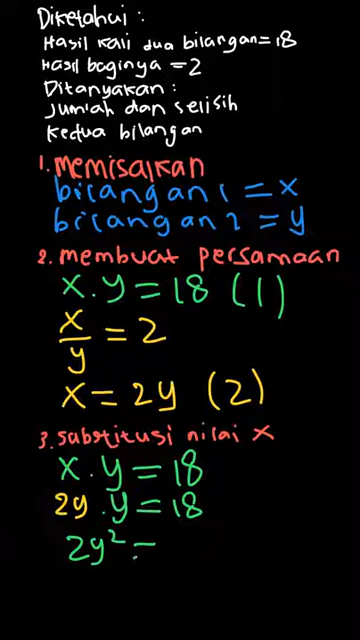 Diketahui :
Hasil kali dua bilangan = 18
Hasil baginya = 2
Ditanyakan :
Jumlah dan selisih
kedua bilangan
1. memisalkan
bilangan 1 = x
bilangan 2 = y
2. membuat persamaan
x . y = 18 (1)
x/y = 2
x = 2y (2)
3. substitusi nilai x
x . y = 18
2y . y = 18
2y² =